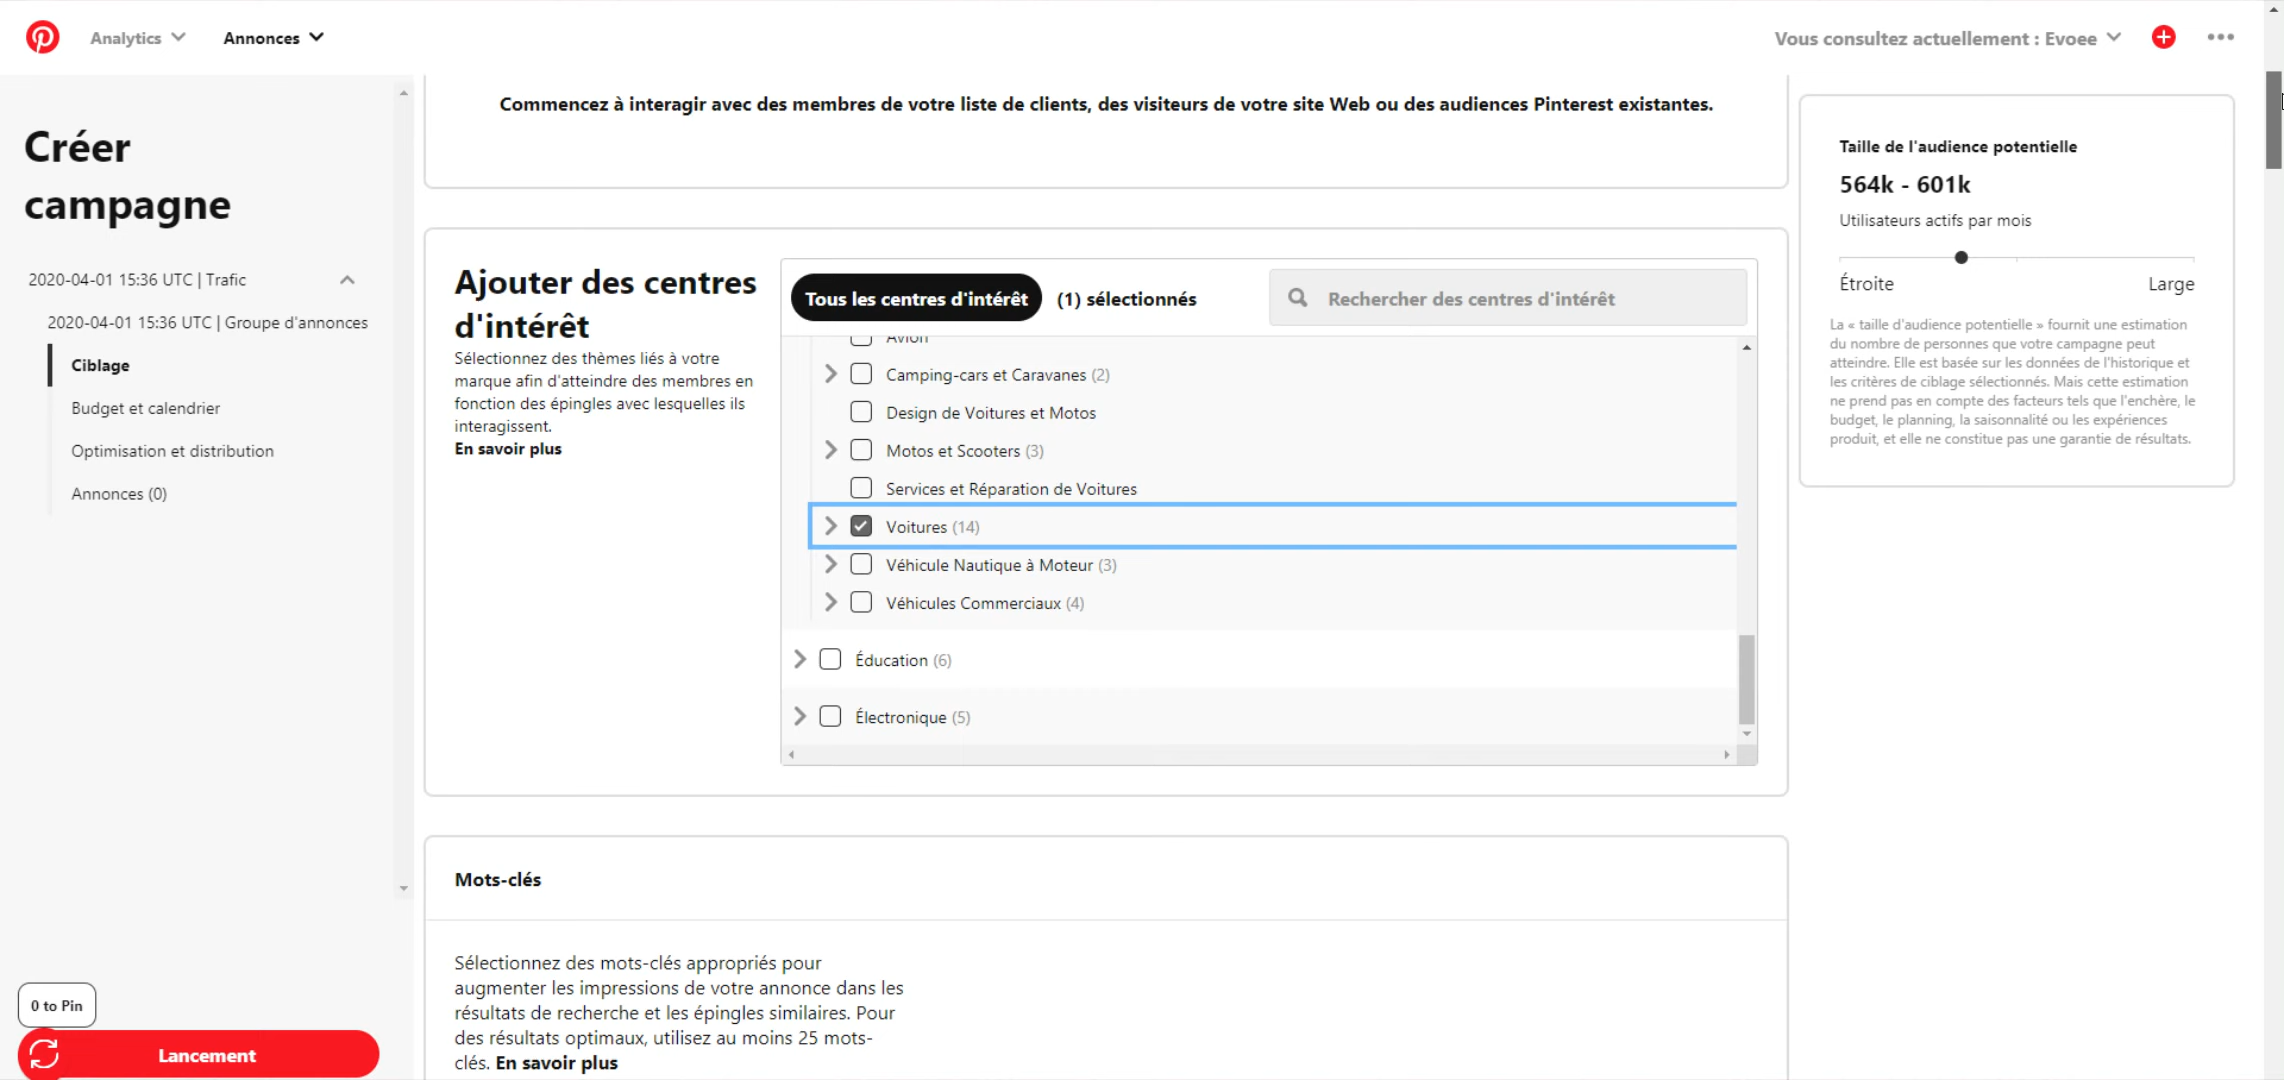 Analytics
Annonces
Vous consultez actuellement : Evoee
Créer
campagne
2020-04-01 15:36 UTC | Trafic
2020-04-01 15:36 UTC | Groupe d'annonces
Ciblage
Budget et calendrier
Optimisation et distribution
Annonces (0)
0 to Pin
Lancement
Commencez à interagir avec des membres de votre liste de clients, des visiteurs de votre site Web ou des audiences Pinterest existantes.
Ajouter des centres
d'intérêt
Sélectionnez des thèmes liés à votre
marque afin d'atteindre des membres en
fonction des épingles avec lesquelles ils
interagissent.
En savoir plus
Tous les centres d'intérêt
(1) sélectionnés
Rechercher des centres d'intérêt
Avion
Camping-cars et Caravanes (2)
Design de Voitures et Motos
Motos et Scooters (3)
Services et Réparation de Voitures
Voitures (14)
Véhicule Nautique à Moteur (3)
Véhicules Commerciaux (4)
Éducation (6)
Électronique (5)
Mots-clés
Sélectionnez des mots-clés appropriés pour
augmenter les impressions de votre annonce dans les
résultats de recherche et les épingles similaires. Pour
des résultats optimaux, utilisez au moins 25 mots-
clés. En savoir plus
Taille de l'audience potentielle
564k - 601k
Utilisateurs actifs par mois
Étroite
Large
La « taille d'audience potentielle » fournit une estimation
du nombre de personnes que votre campagne peut
atteindre. Elle est basée sur les données de l'historique et
les critères de ciblage sélectionnés. Mais cette estimation
ne prend pas en compte des facteurs tels que l'enchère, le
budget, le planning, la saisonnalité ou les expériences
produit, et elle ne constitue pas une garantie de résultats.